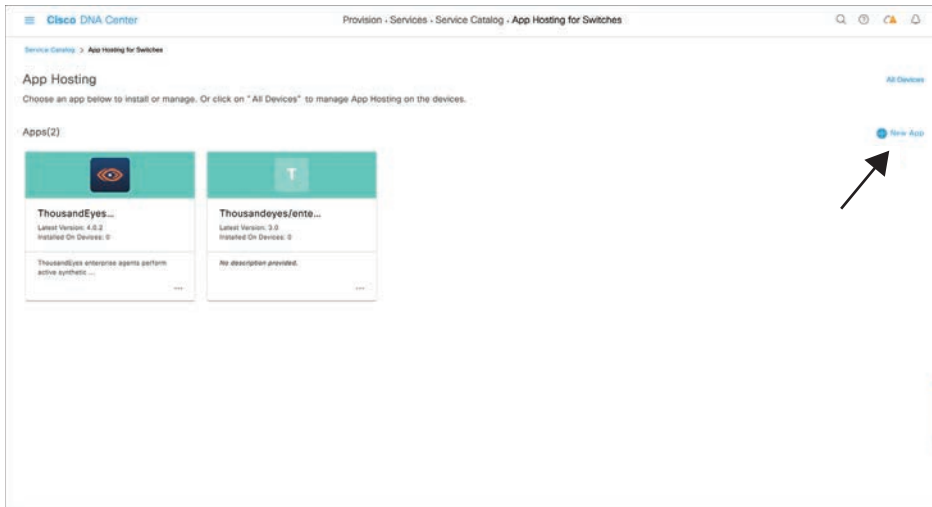 Cisco DNA Center
Provision • Services • Service Catalog • App Hosting for Switches
Service Catalog > App Hosting for Switches
App Hosting
All Devices
Choose an app below to install or manage. Or click on "All Devices" to manage App Hosting on the devices.
Apps(2)
New App
T
ThousandEyes...
Latest Version: 4.0.2
Installed On Devices: 0
ThousandEyes enterprise agents perform
active synthetic ...
...
Thousandeyes/ente...
Latest Version: 3.0
Installed On Devices: 0
No description provided.
...